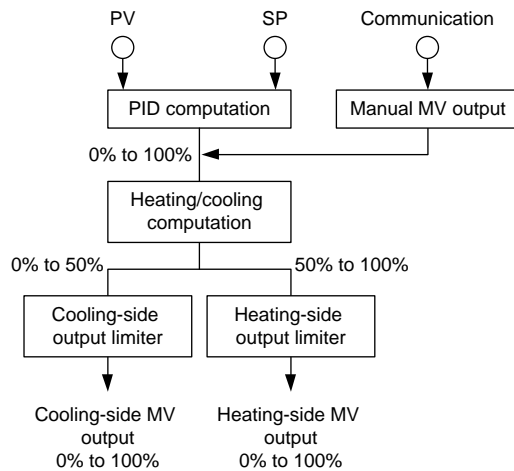 PV
SP
Communication
PID computation
Manual MV output
0% to 100%
Heating/cooling
computation
0% to 50%
50% to 100%
Cooling-side
output limiter
Heating-side
output limiter
Cooling-side MV
output
0% to 100%
Heating-side MV
output
0% to 100%